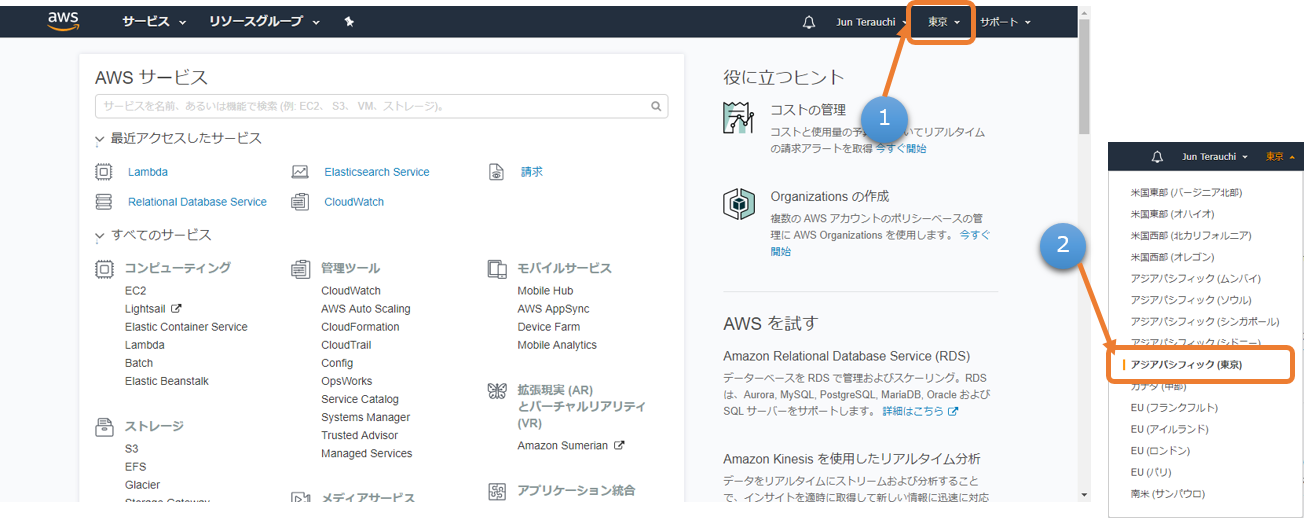 aws サービス リソースグループ Jun Terauchi 東京 サポート
AWS サービス
サービスを名前、あるいは機能で検索 (例: EC2、S3、VM、ストレージ)。
最近アクセスしたサービス
Lambda
Elasticsearch Service
請求
Relational Database Service
CloudWatch
すべてのサービス
コンピューティング
EC2
Lightsail
Elastic Container Service
Lambda
Batch
Elastic Beanstalk
ストレージ
S3
EFS
Glacier
Storage Gateway
管理ツール
CloudWatch
AWS Auto Scaling
CloudFormation
CloudTrail
Config
OpsWorks
Service Catalog
Systems Manager
Trusted Advisor
Managed Services
メディアサービス
モバイルサービス
Mobile Hub
AWS AppSync
Device Farm
Mobile Analytics
拡張現実 (AR)
とバーチャルリアリティ
(VR)
Amazon Sumerian
アプリケーション統合
役に立つヒント
コストの管理
コストと使用量の予 いてリアルタイム
の請求アラートを取得 今すぐ開始
Organizations の作成
複数の AWS アカウントのポリシーベースの管
理に AWS Organizations を使用します。 今すぐ
開始
AWS を試す
Amazon Relational Database Service (RDS)
データーベースを RDS で管理およびスケーリング。RDS
は、Aurora, MySQL, PostgreSQL, MariaDB, Oracle および
SQL サーバーをサポートします。 詳細はこちら
Amazon Kinesis を使用したリアルタイム分析
データをリアルタイムにストリームおよび分析すること
で、インサイトを適時に取得して新しい情報に迅速に対応
1
2
Jun Terauchi 東京
米国東部 (バージニア北部)
米国東部 (オハイオ)
米国西部 (北カリフォルニア)
米国西部 (オレゴン)
アジアパシフィック (ムンバイ)
アジアパシフィック (ソウル)
アジアパシフィック (シンガポール)
アジアパシフィック (シドニー)
アジアパシフィック (東京)
カナダ (中部)
EU (フランクフルト)
EU (アイルランド)
EU (ロンドン)
EU (パリ)
南米 (サンパウロ)